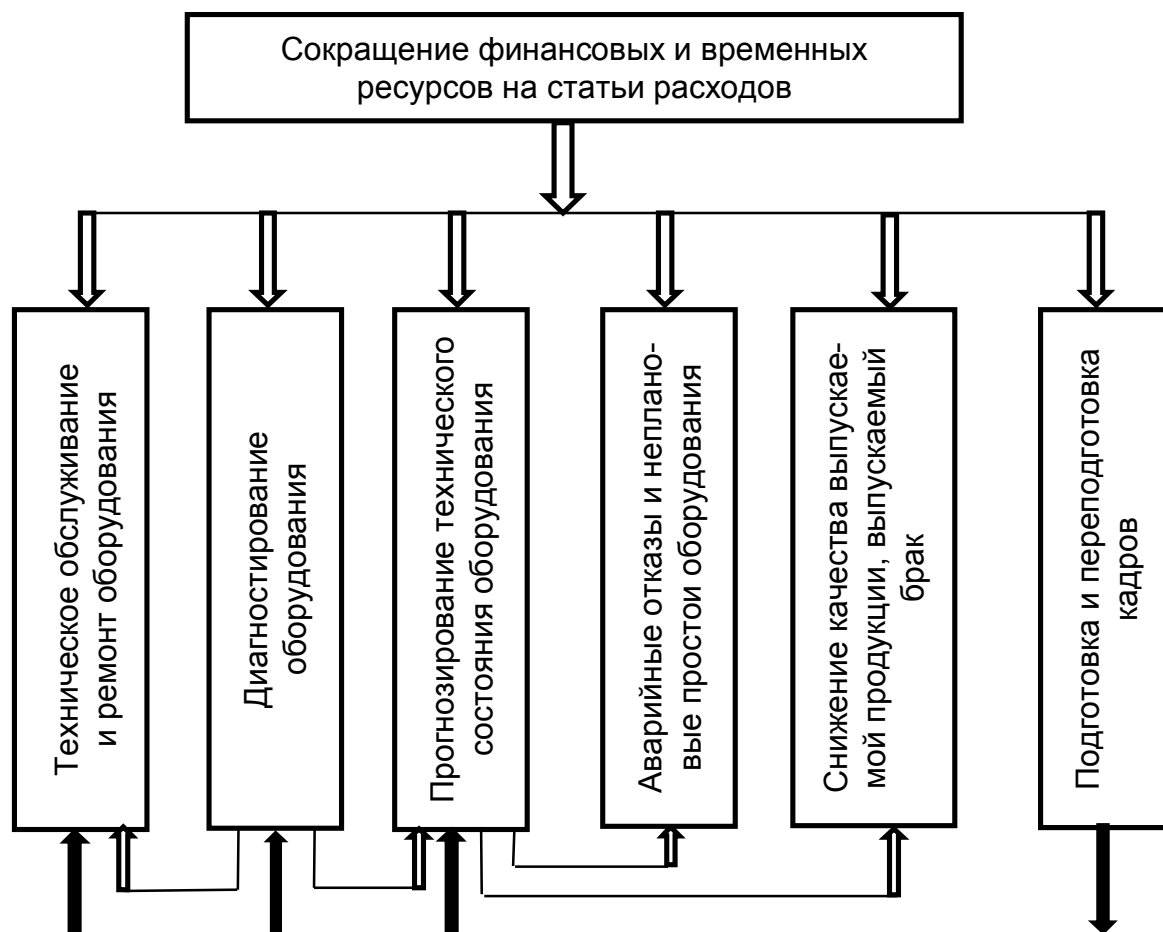 Сокращение финансовых и временных
ресурсов на статьи расходов
Техническое обслуживание
и ремонт оборудования
Диагностирование
оборудования
Прогнозирование технического
состояния оборудования
Аварийные отказы и неплано-
вые простои оборудования
Снижение качества выпускае-
мой продукции, выпускаемый
брак
Подготовка и переподготовка
кадров